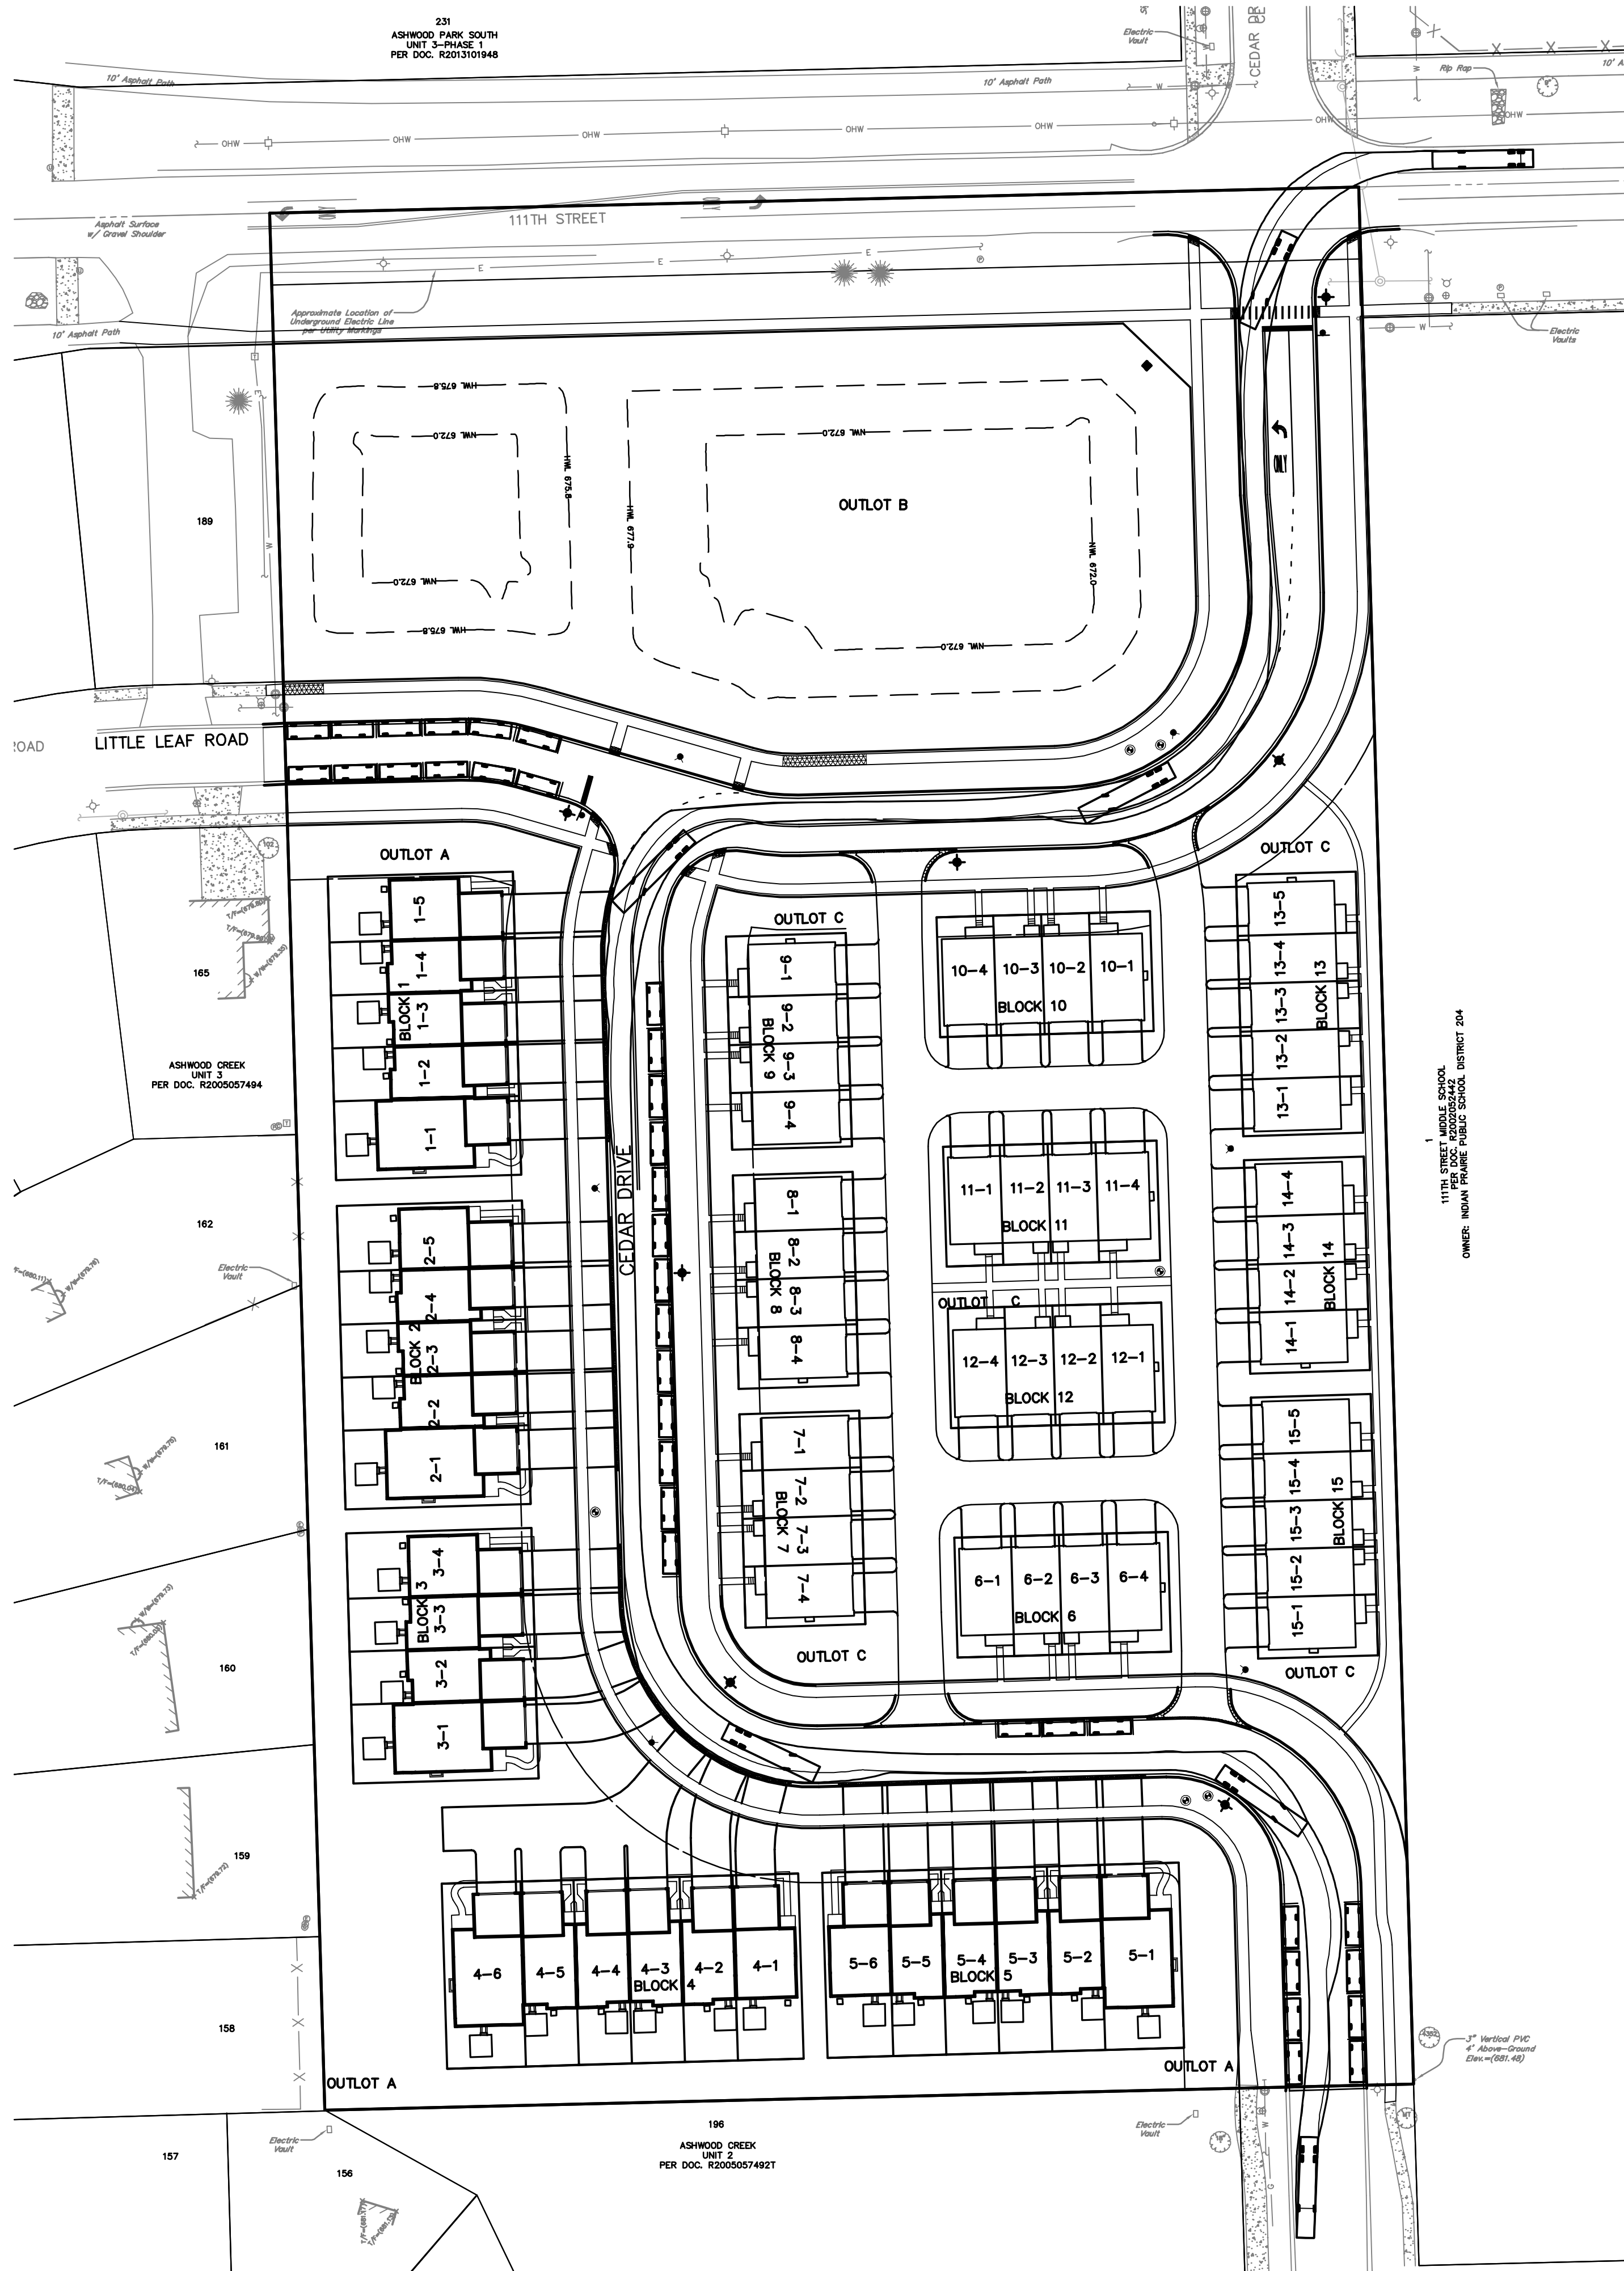 231
ASHWOOD PARK SOUTH
UNIT 3-PHASE 1
PER DOC. R2013101948
Electric
Vault
CEDAR DR
10' Asphalt Path
10' Asphalt Path
Rip Rap
10' A
W
W
OHW
OHW
OHW
OHW
OHW
OHW
OHW
Asphalt Surface
w/ Gravel Shoulder
111TH STREET
E
E
E
Approximate Location of
Underground Electric Line
per Utility Markings
10' Asphalt Path
W
Electric
Vaults
E
HWL 675.8
NWL 672.0
HWL 675.8
NWL 672.0
HWL 675.8
HWL 677.9
NWL 672.0
NWL 672.0
NWL 672.0
OUTLOT B
ONLY
189
W
OAD
LITTLE LEAF ROAD
OUTLOT A
OUTLOT C
OUTLOT C
102
165
ASHWOOD CREEK
UNIT 3
PER DOC. R2005057494
1-5
1-4
BLOCK 1
1-3
1-2
1-1
9-1
9-2
BLOCK 9
9-3
9-4
10-4 10-3 10-2 10-1
BLOCK 10
13-5
13-4
13-3
BLOCK 13
13-2
13-1
1
111TH STREET MIDDLE SCHOOL
PER DOC. R2002052442
OWNER: INDIAN PRAIRIE PUBLIC SCHOOL DISTRICT 204
162
Electric
Vault
CEDAR DRIVE
2-5
2-4
BLOCK 2
2-3
2-2
2-1
8-1
8-2
BLOCK 8
8-3
8-4
11-1 11-2 11-3 11-4
BLOCK 11
OUTLOT C
12-4 12-3 12-2 12-1
BLOCK 12
14-4
14-3
BLOCK 14
14-2
14-1
161
3-4
BLOCK 3
3-3
3-2
3-1
7-1
7-2
BLOCK 7
7-3
7-4
6-1 6-2 6-3 6-4
BLOCK 6
15-5
15-4
BLOCK 15
15-3
15-2
15-1
OUTLOT C
OUTLOT C
160
159
4-6 4-5 4-4 4-3 4-2 4-1
BLOCK 4
5-6 5-5 5-4 5-3 5-2 5-1
BLOCK 5
158
OUTLOT A
OUTLOT A
3" Vertical PVC
4' Above-Ground
Elev.=(681.48)
196
ASHWOOD CREEK
UNIT 2
PER DOC. R2005057492T
Electric
Vault
Electric
Vault
W
G
157
156